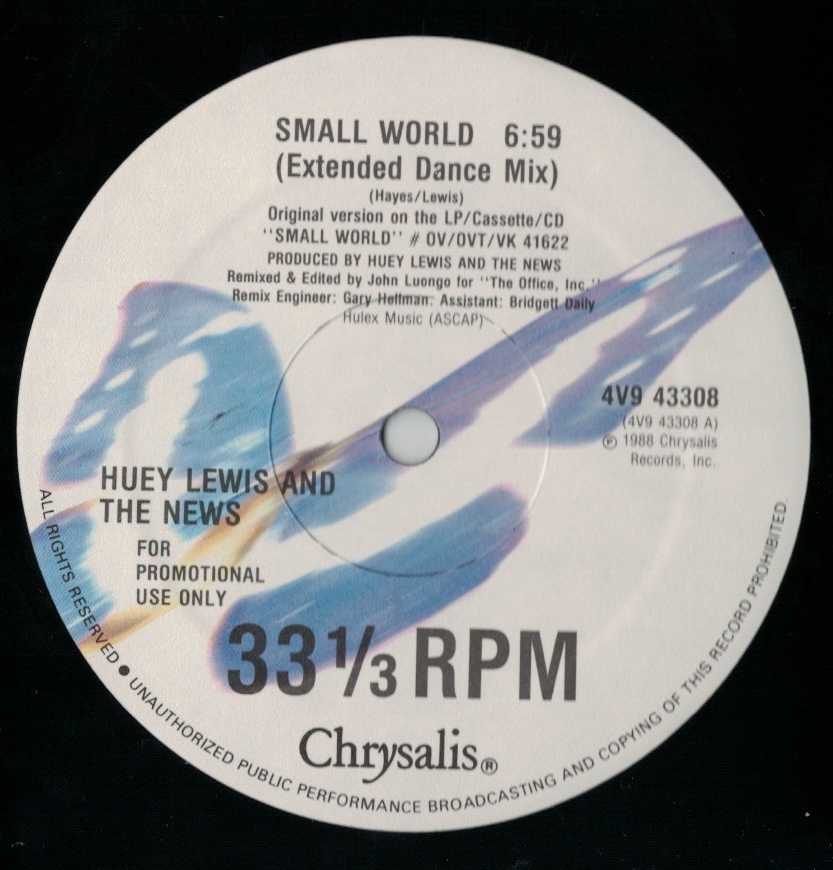 SMALL WORLD 6:59
(Extended Dance Mix)
(Hayes/Lewis)
Original version on the LP/Cassette/CD
"SMALL WORLD" # OV/OVT/VK 41622
PRODUCED BY HUEY LEWIS AND THE NEWS
Remixed & Edited by John Luongo for "The Office, Inc."
Remix Engineer: Gary Hellman. Assistant: Bridgett Daily
Hulex Music (ASCAP)
4V9 43308
(4V9 43308 A)
℗ 1988 Chrysalis
Records, Inc.
HUEY LEWIS AND
THE NEWS
FOR
PROMOTIONAL
USE ONLY
33⅓ RPM
Chrysalis®
ALL RIGHTS RESERVED ● UNAUTHORIZED PUBLIC PERFORMANCE BROADCASTING AND COPYING OF THIS RECORD PROHIBITED.